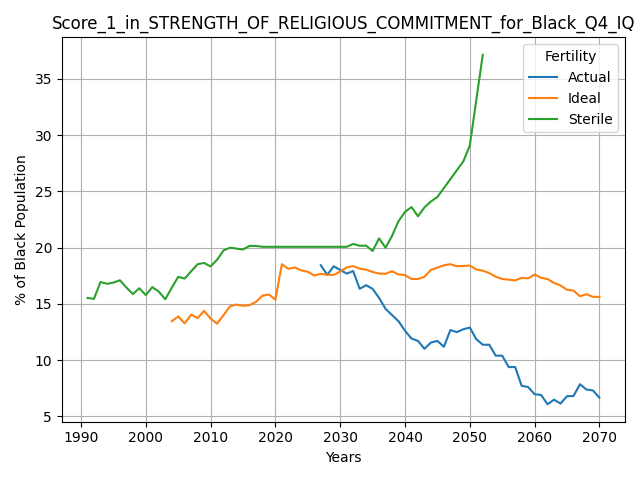 Score_1_in_STRENGTH_OF_RELIGIOUS_COMMITMENT_for_Black_Q4_IQ
% of Black Population
35
30
25
20
15
10
5
Fertility
Actual
Ideal
Sterile
1990 2000 2010 2020 2030 2040 2050 2060 2070
Years